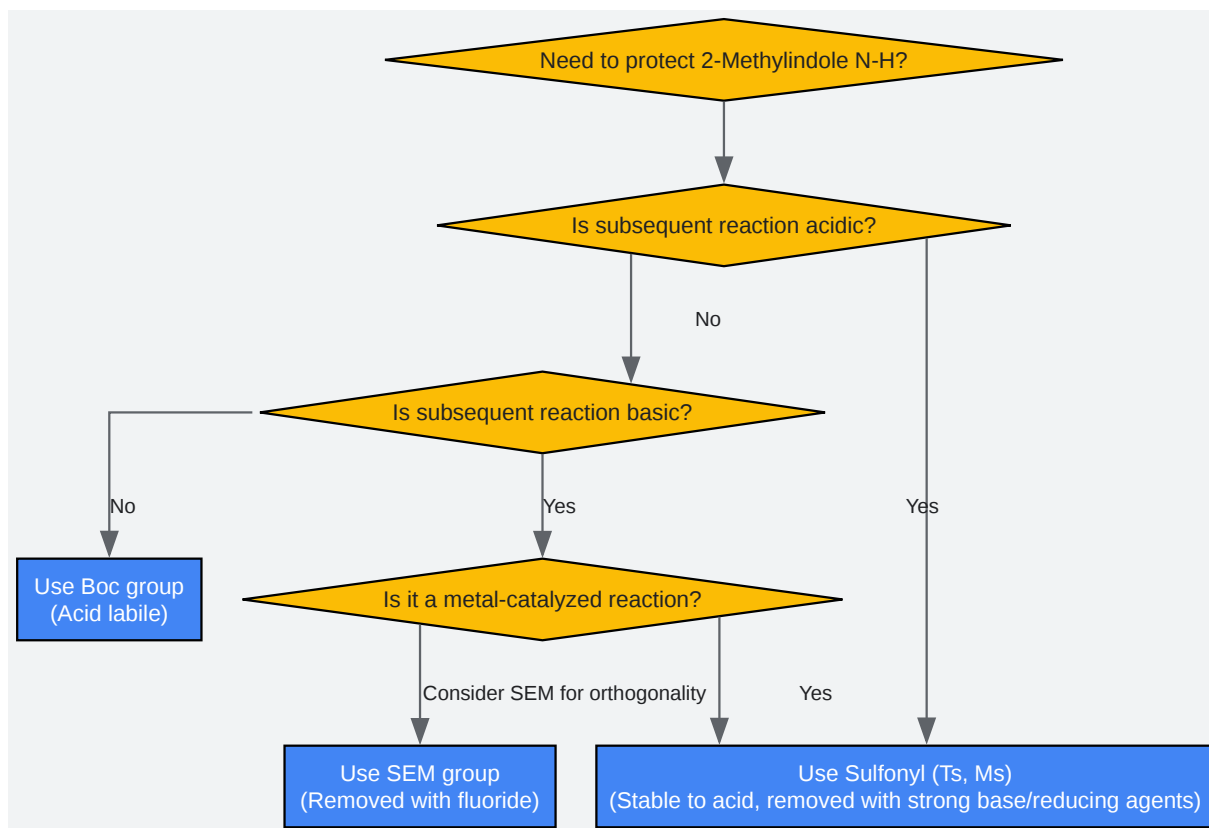 Need to protect 2-Methylindole N-H?
Is subsequent reaction acidic?
No
Is subsequent reaction basic?
No
Yes
Yes
Use Boc group
(Acid labile)
Is it a metal-catalyzed reaction?
Consider SEM for orthogonality
Yes
Use SEM group
(Removed with fluoride)
Use Sulfonyl (Ts, Ms)
(Stable to acid, removed with strong base/reducing agents)